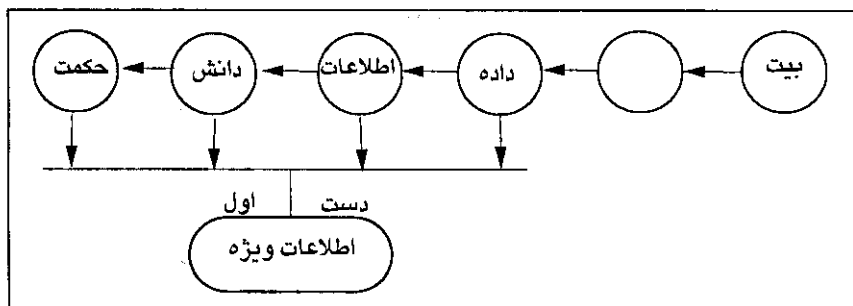 بیت داده اطلاعات دانش حکمت
دست اول
اطلاعات ویژه